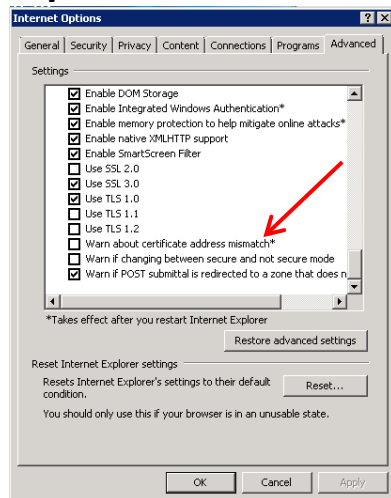 Internet Options
General Security Privacy Content Connections Programs Advanced
Settings
Enable DOM Storage
Enable Integrated Windows Authentication*
Enable memory protection to help mitigate online attacks*
Enable native XMLHTTP support
Enable SmartScreen Filter
Use SSL 2.0
Use SSL 3.0
Use TLS 1.0
Use TLS 1.1
Use TLS 1.2
Warn about certificate address mismatch*
Warn if changing between secure and not secure mode
Warn if POST submittal is redirected to a zone that does n
*Takes effect after you restart Internet Explorer
Restore advanced settings
Reset Internet Explorer settings
Resets Internet Explorer's settings to their default
condition.
Reset...
You should only use this if your browser is in an unusable state.
OK Cancel Apply